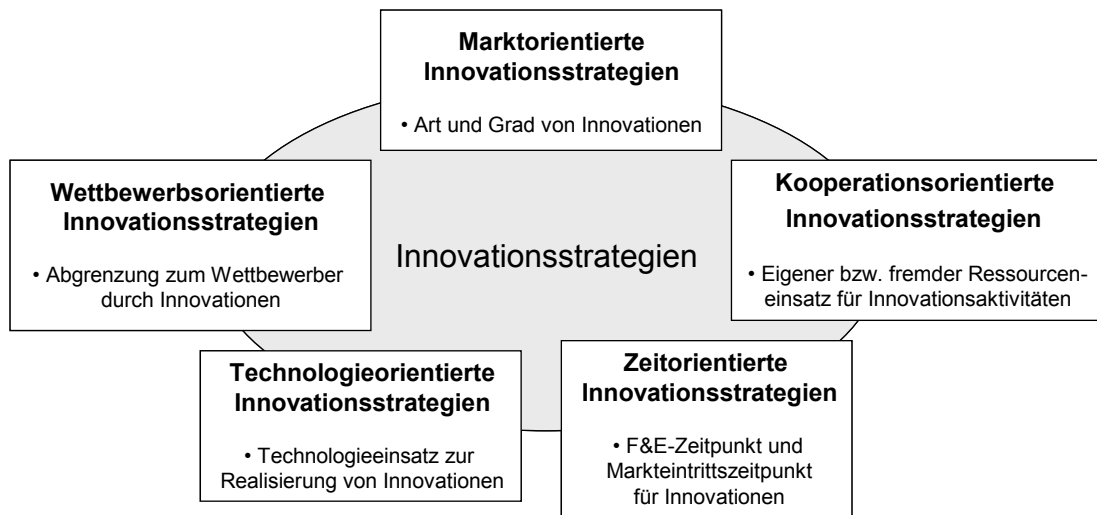 Marktorientierte
Innovationsstrategien
• Art und Grad von Innovationen
Wettbewerbsorientierte
Innovationsstrategien
• Abgrenzung zum Wettbewerber
durch Innovationen
Kooperationsorientierte
Innovationsstrategien
• Eigener bzw. fremder Ressourcen-
einsatz für Innovationsaktivitäten
Innovationsstrategien
Technologieorientierte
Innovationsstrategien
• Technologieeinsatz zur
Realisierung von Innovationen
Zeitorientierte
Innovationsstrategien
• F&E-Zeitpunkt und
Markteintrittszeitpunkt
für Innovationen